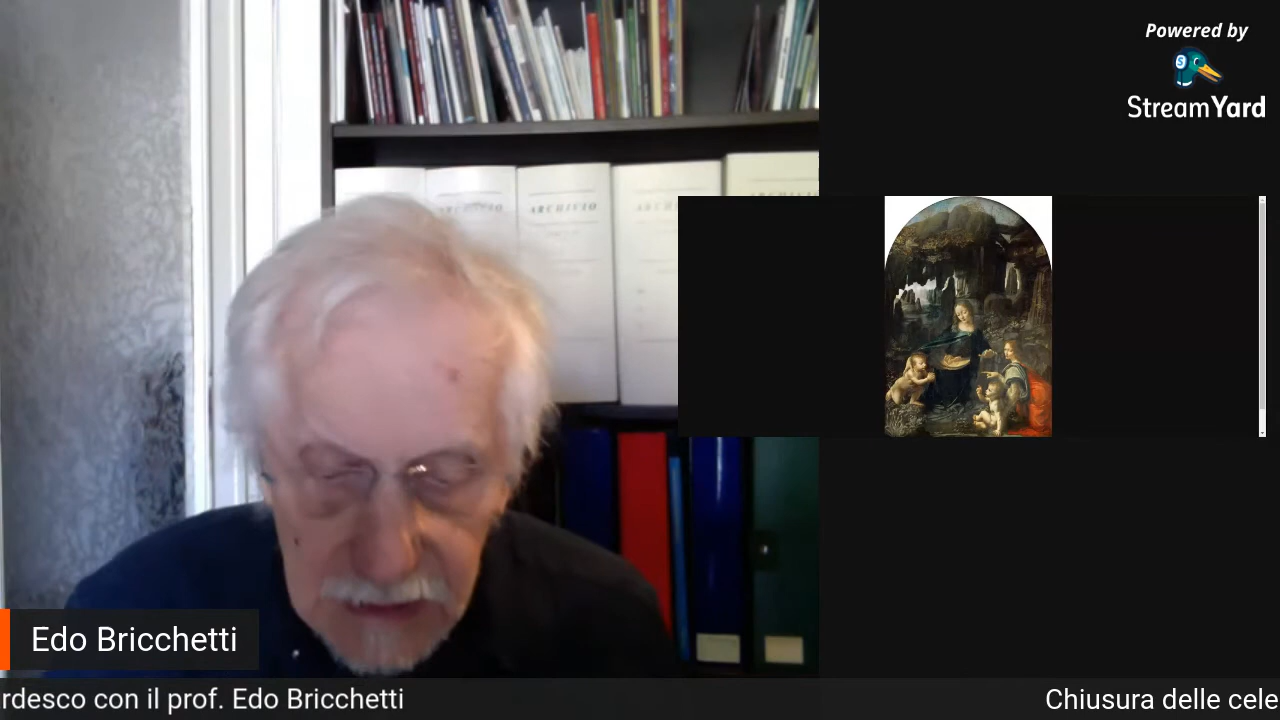 Powered by
StreamYard
ARCHIVIO
Edo Bricchetti
rdesco con il prof. Edo Bricchetti
Chiusura delle cele